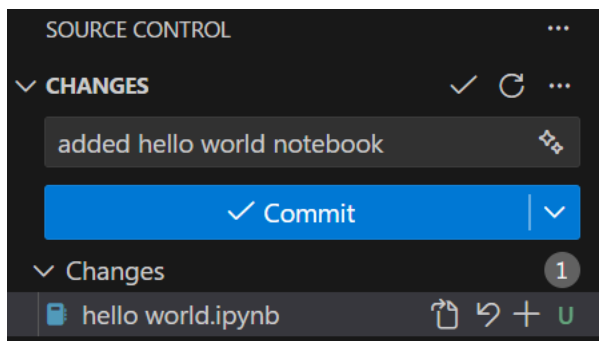 SOURCE CONTROL ...
CHANGES ...
added hello world notebook
Commit
Changes 1
hello world.ipynb U